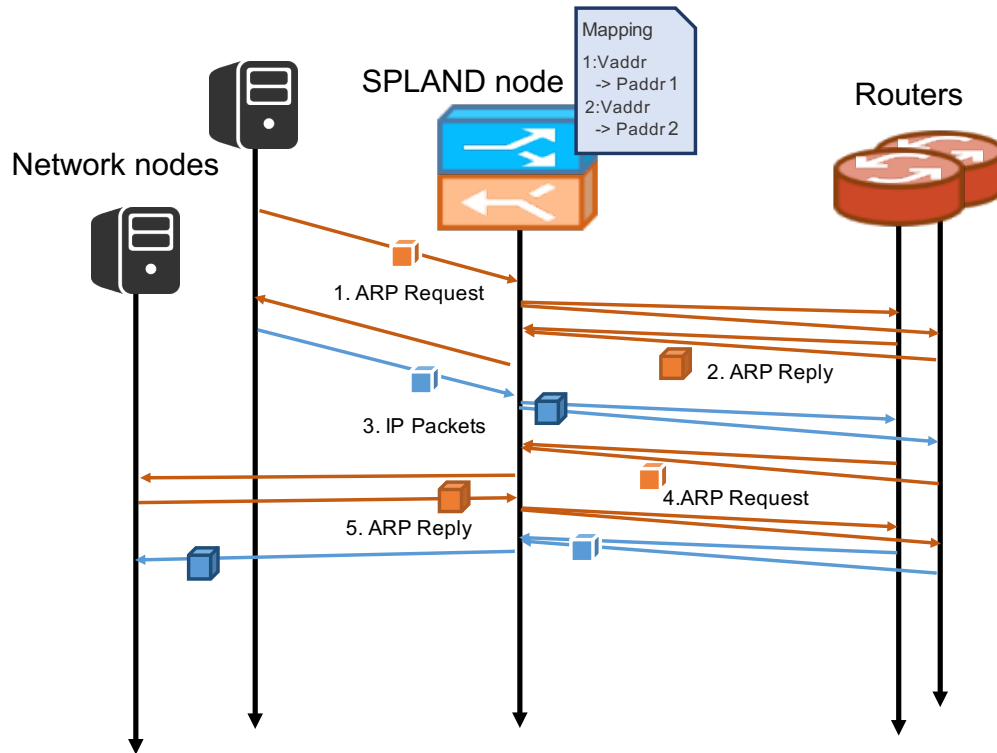 Mapping
1:Vaddr
-> Paddr 1
2:Vaddr
-> Paddr 2
SPLAND node
Routers
Network nodes
1. ARP Request
2. ARP Reply
3. IP Packets
4.ARP Request
5. ARP Reply